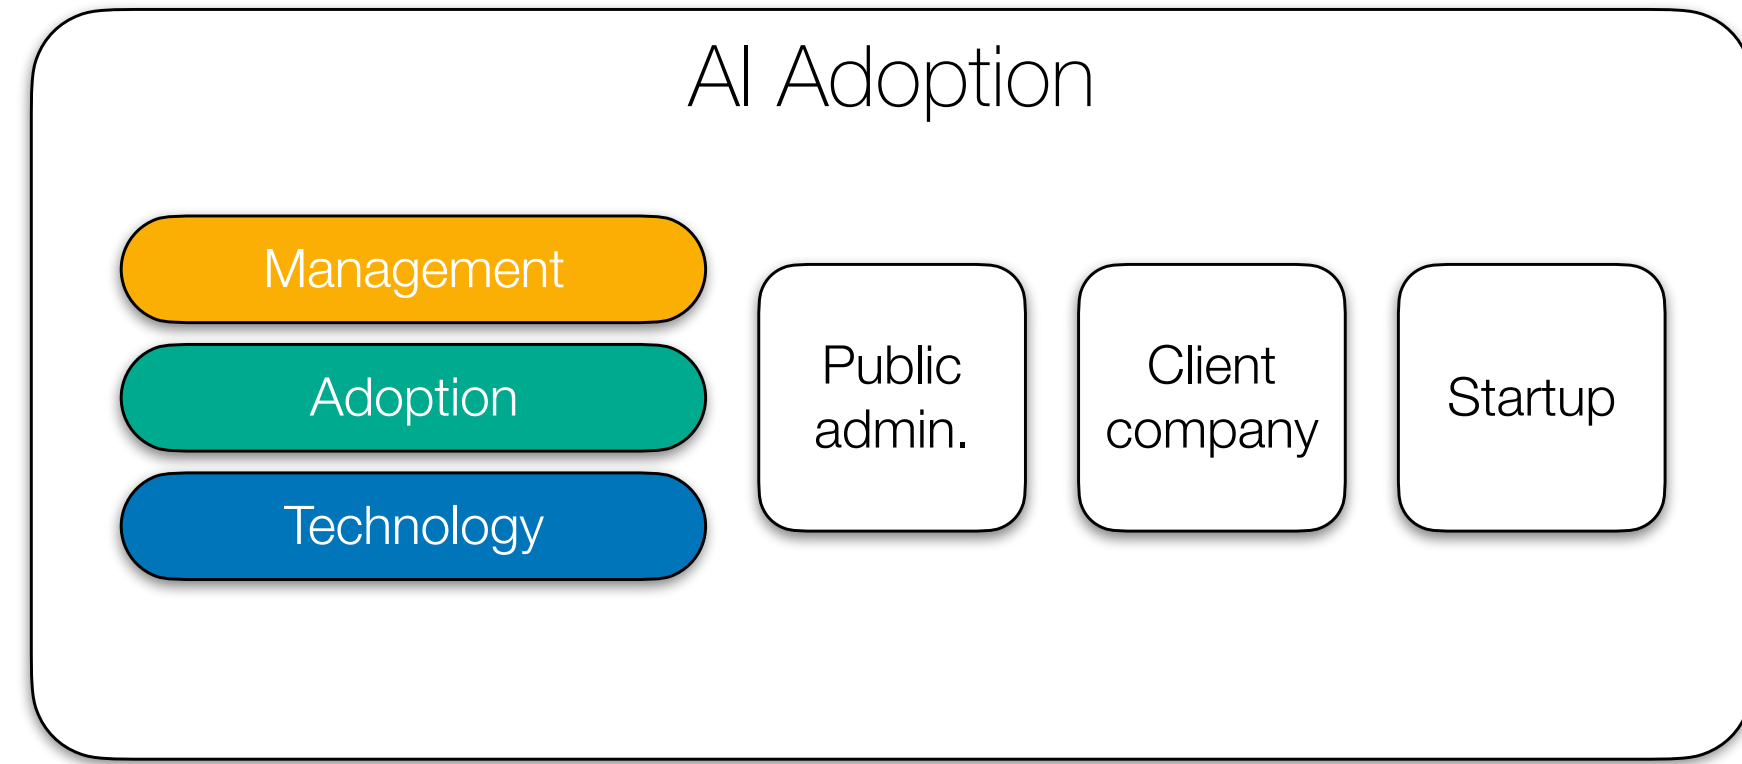 AI Adoption
Management
Adoption
Technology
Public
admin.
Client
company
Startup